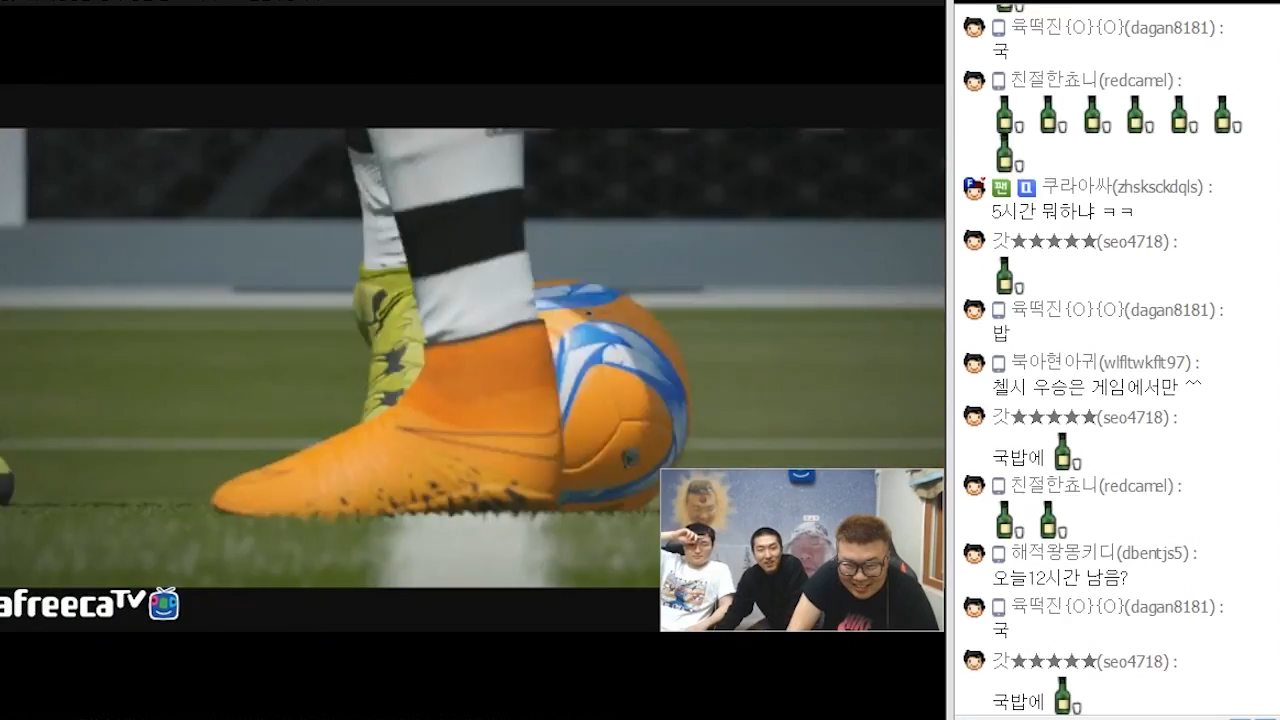 육떡진{O}{O}(dagan8181) :
국
친절한쵸니(redcamel) :
팬 쿠라아싸(zhsksckdqls) :
5시간 뭐하냐 ㅋㅋ
갓★★★★★(seo4718) :
육떡진{O}{O}(dagan8181) :
밥
북아현아귀(wlfltwkflt97) :
첼시 우승은 게임에서만 ^^
갓★★★★★(seo4718) :
국밥에
친절한쵸니(redcamel) :
해적왕몽키디(dbentjs5) :
오늘12시간 남음?
육떡진{O}{O}(dagan8181) :
국
갓★★★★★(seo4718) :
국밥에
afreecaTV